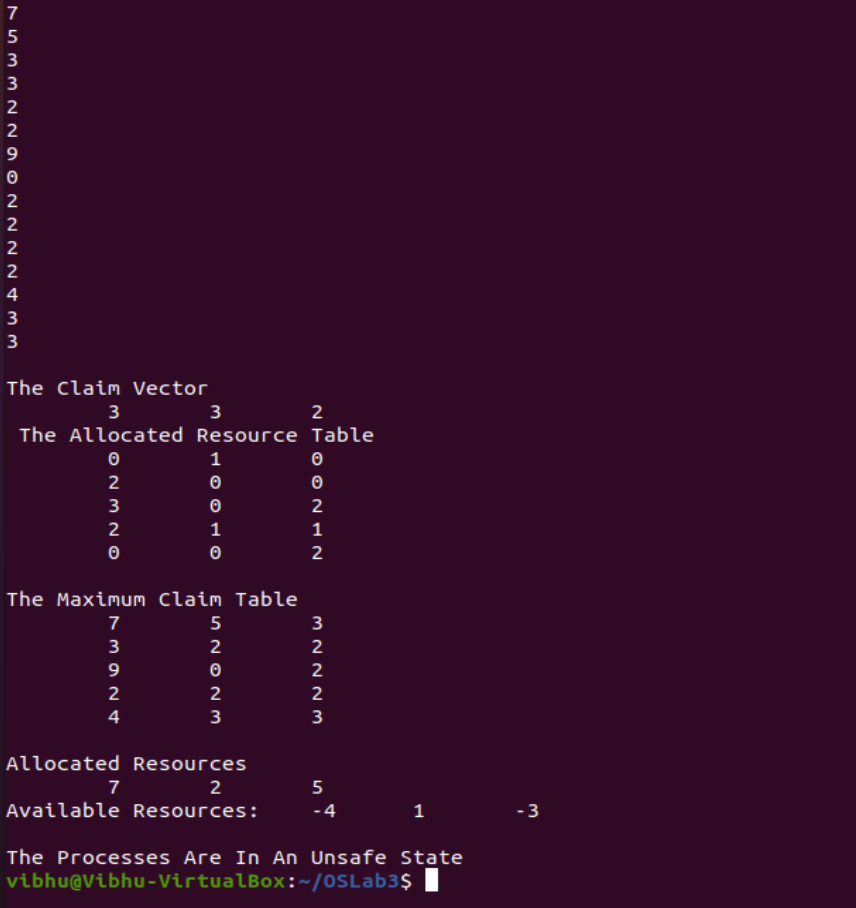 7
5
3
3
2
2
9
0
2
2
2
2
4
3
3
The Claim Vector
3 3 2
The Allocated Resource Table
0 1 0
2 0 0
3 0 2
2 1 1
0 0 2
The Maximum Claim Table
7 5 3
3 2 2
9 0 2
2 2 2
4 3 3
Allocated Resources
7 2 5
Available Resources: -4 1 -3
The Processes Are In An Unsafe State
vibhu@Vibhu-VirtualBox:~/OSLab3$